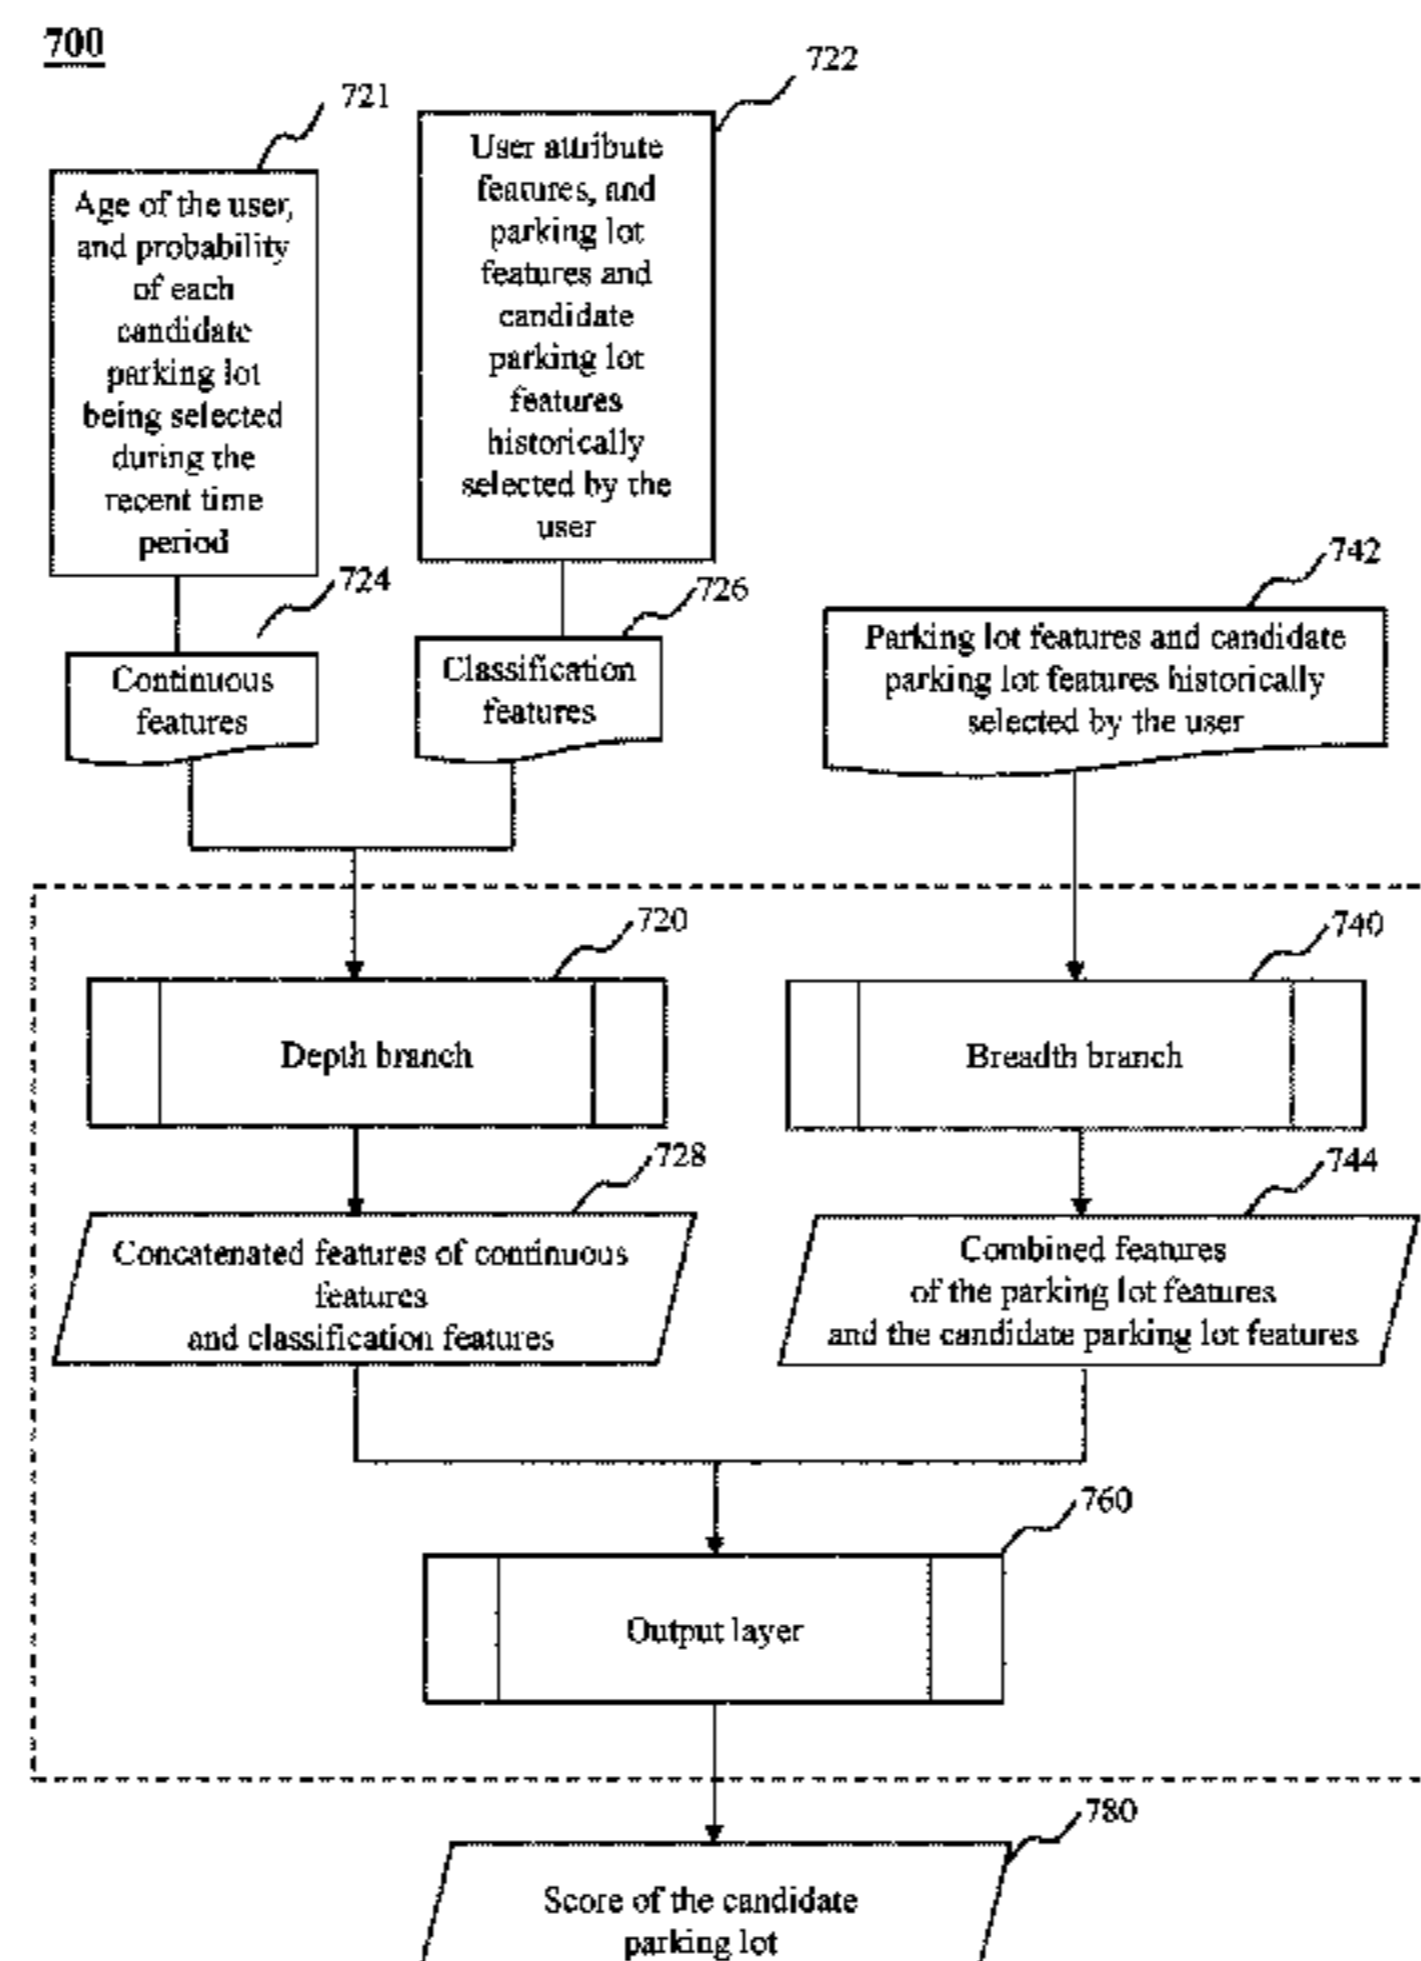 700
721
722
Age of the user,
and probability
of each
candidate
parking lot
being selected
during the
recent time
period
User attribute
features, and
parking lot
features and
candidate
parking lot
features
historically
selected by the
user
724
726
742
Continuous
features
Classification
features
Parking lot features and candidate
parking lot features historically
selected by the user
720
740
Depth branch
Breadth branch
728
744
Concatenated features of continuous
features
and classification features
Combined features
of the parking lot features
and the candidate parking lot features
760
Output layer
780
Score of the candidate
parking lot